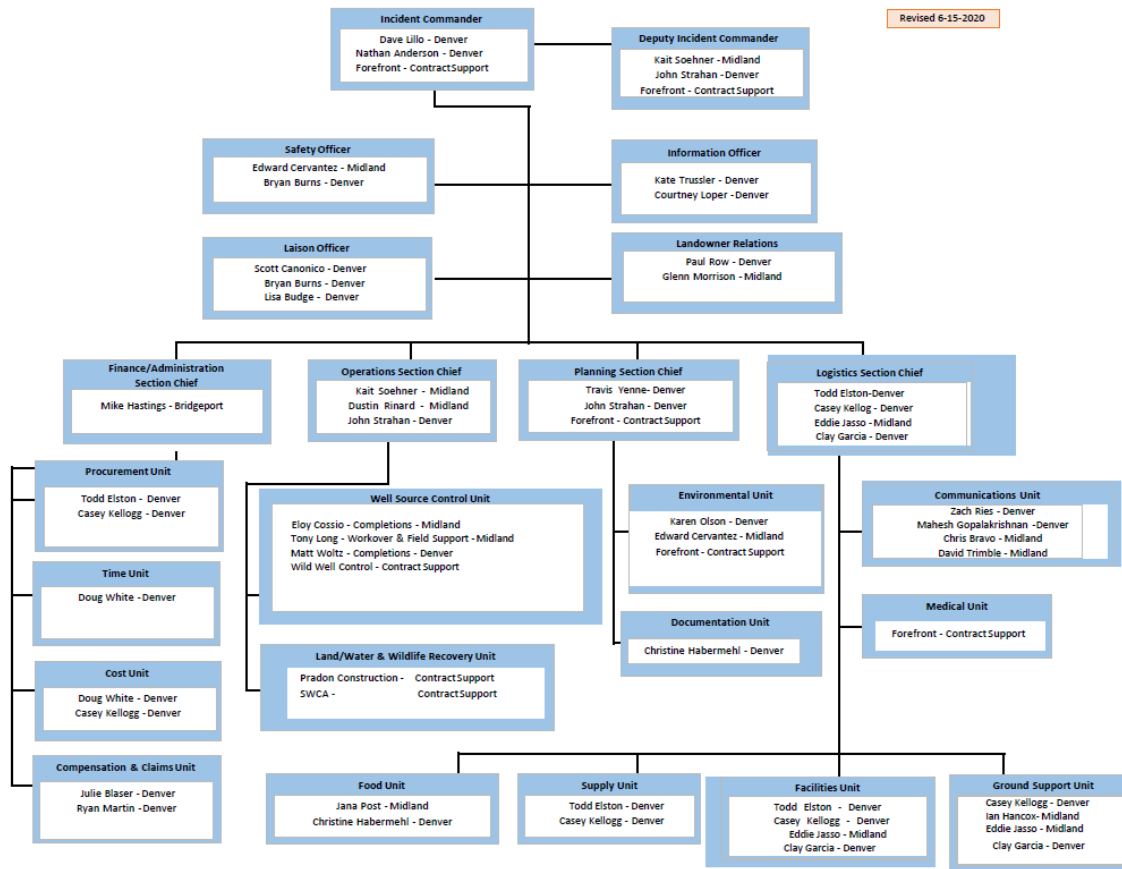 Incident Commander
Dave Lillo - Denver
Nathan Anderson - Denver
Forefront - Contract Support
Revised 6-15-2020
Deputy Incident Commander
Kait Soehner - Midland
John Strahan - Denver
Forefront - Contract Support
Safety Officer
Edward Cervantez - Midland
Bryan Burns - Denver
Information Officer
Kate Trussler - Denver
Courtney Loper - Denver
Laison Officer
Scott Canonico - Denver
Bryan Burns - Denver
Lisa Budge - Denver
Landowner Relations
Paul Row - Denver
Glenn Morrison - Midland
Finance/Administration
Section Chief
Mike Hastings - Bridgeport
Operations Section Chief
Kait Soehner - Midland
Dustin Rinard - Midland
John Strahan - Denver
Planning Section Chief
Travis Yenne- Denver
John Strahan - Denver
Forefront - Contract Support
Logistics Section Chief
Todd Elston-Denver
Casey Kellog - Denver
Eddie Jasso - Midland
Clay Garcia - Denver
Procurement Unit
Todd Elston - Denver
Casey Kellogg - Denver
Time Unit
Doug White - Denver
Cost Unit
Doug White - Denver
Casey Kellogg - Denver
Compensation & Claims Unit
Julie Blaser - Denver
Ryan Martin - Denver
Well Source Control Unit
Eloy Cossio - Completions - Midland
Tony Long - Workover & Field Support - Midland
Matt Woltz - Completions - Denver
Wild Well Control - Contract Support
Land/Water & Wildlife Recovery Unit
Pradon Construction - Contract Support
SWCA - Contract Support
Environmental Unit
Karen Olson - Denver
Edward Cervantez - Midland
Forefront - Contract Support
Documentation Unit
Christine Habermehl - Denver
Communications Unit
Zach Ries - Denver
Mahesh Gopalakrishnan -Denver
Chris Bravo - Midland
David Trimble - Midland
Medical Unit
Forefront - Contract Support
Food Unit
Jana Post - Midland
Christine Habermehl - Denver
Supply Unit
Todd Elston - Denver
Casey Kellogg - Denver
Facilities Unit
Todd Elston - Denver
Casey Kellogg - Denver
Eddie Jasso - Midland
Clay Garcia - Denver
Ground Support Unit
Casey Kellogg - Denver
Ian Hancox- Midland
Eddie Jasso - Midland
Clay Garcia - Denver